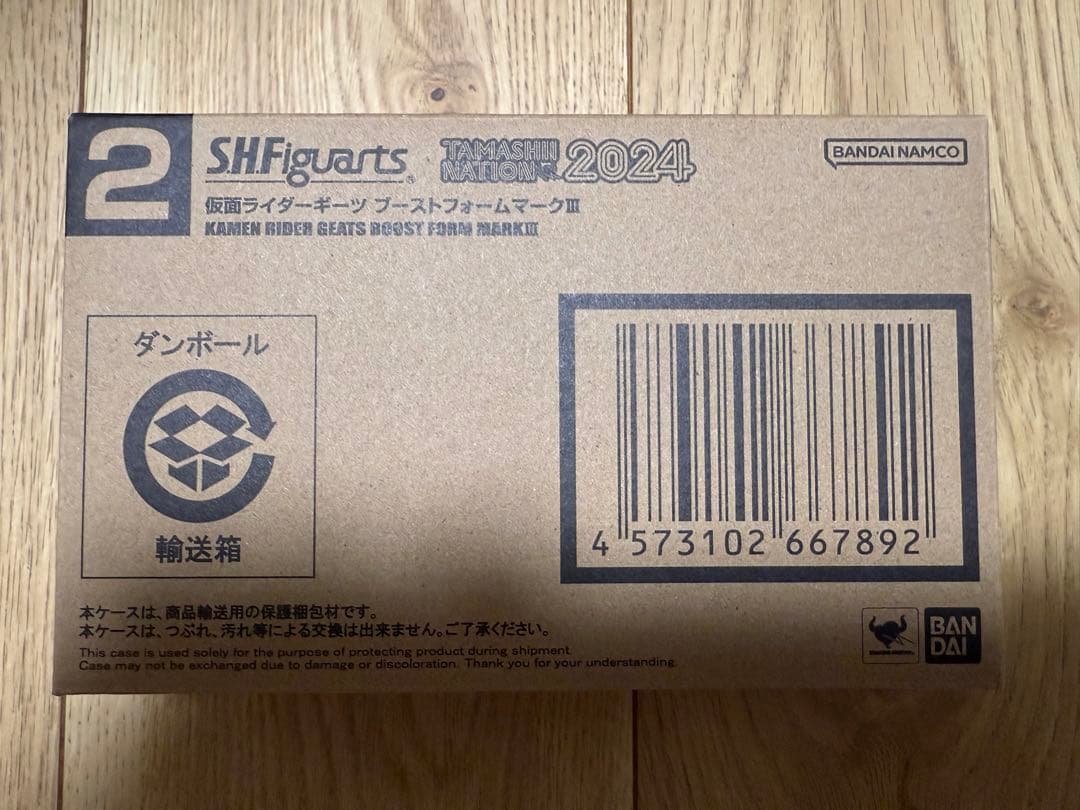 2
S.H.Figuarts
TAMASHII NATION 2024
BANDAI NAMCO
仮面ライダーギーツ ブーストフォームマークⅢ
KAMEN RIDER GEATS BOOST FORM MARKⅢ
ダンボール
輸送箱
4 573102 667892
本ケースは、商品輸送用の保護梱包材です。
本ケースは、つぶれ、汚れ等による交換は出来ません。ご了承ください。
This case is used solely for the purpose of protecting product during shipment.
Case may not be exchanged due to damage or discoloration. Thank you for your understanding.
BAN
DAI